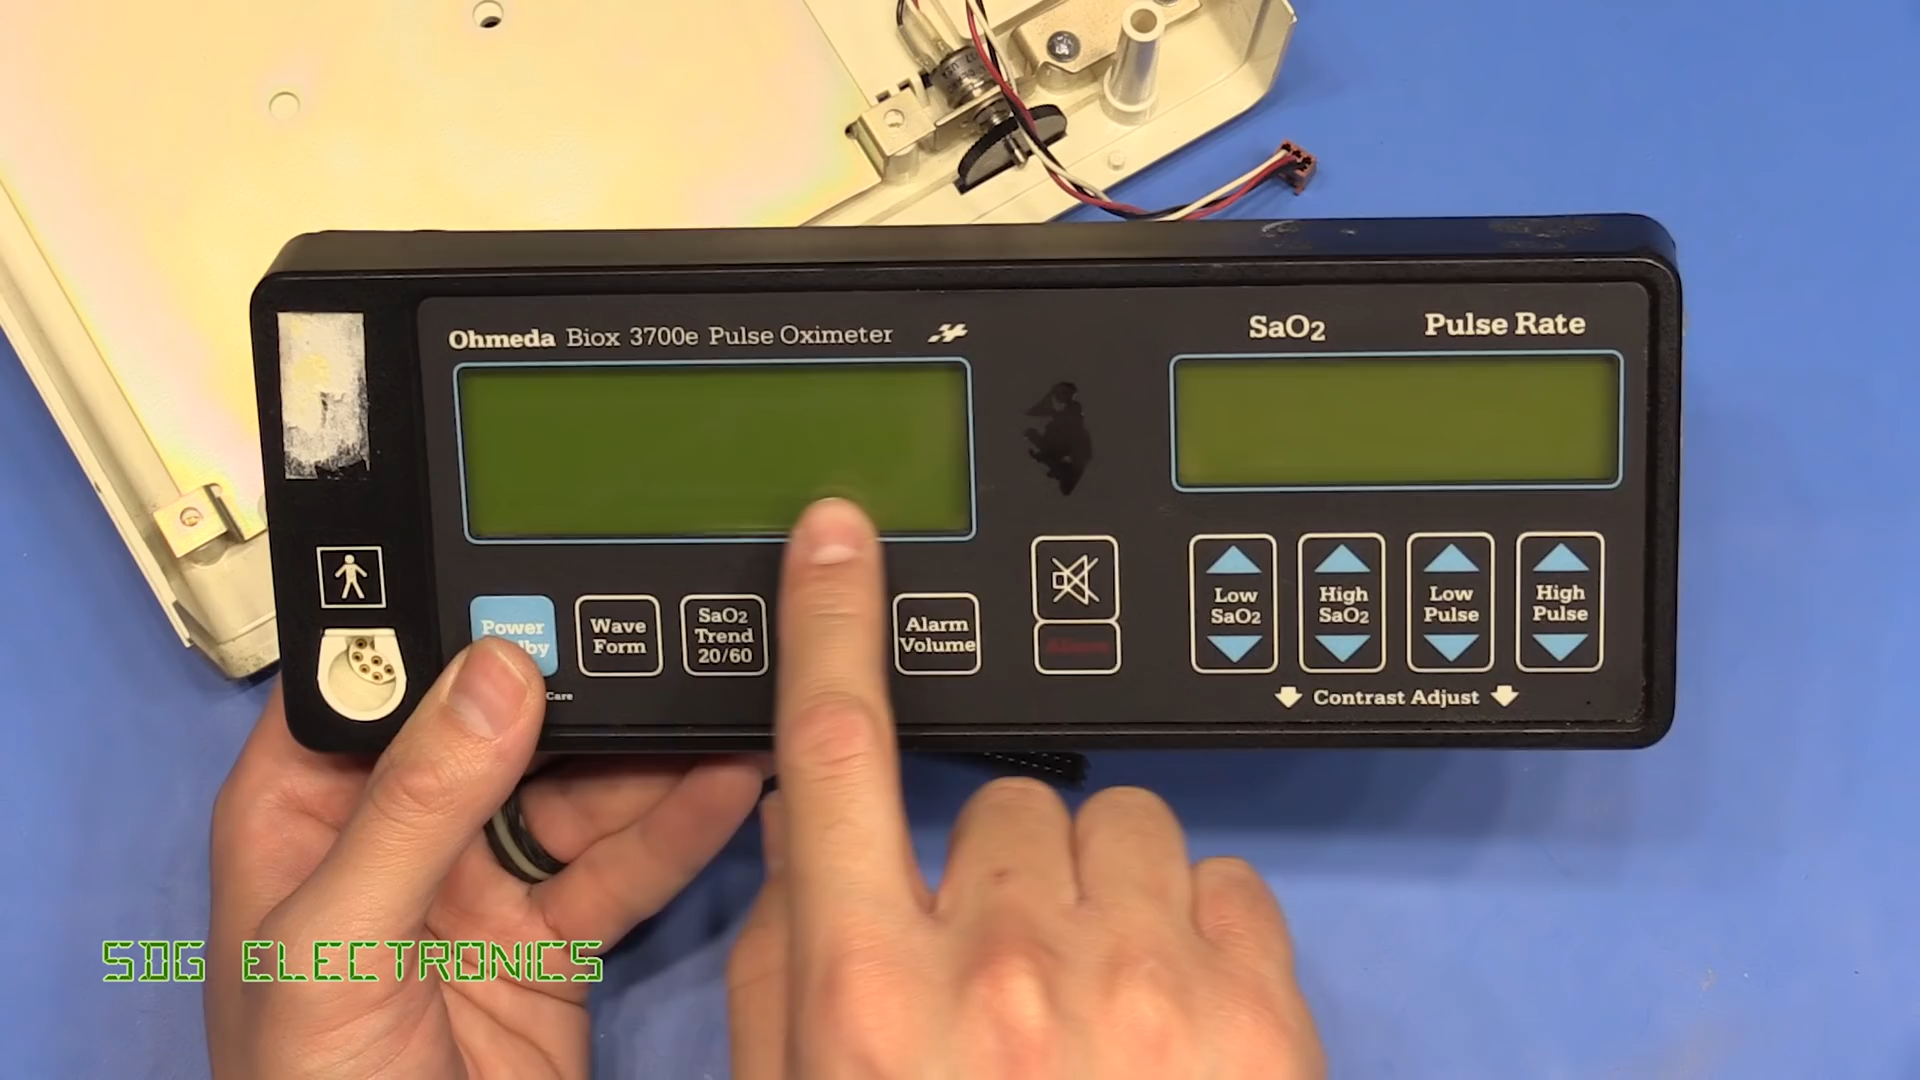 Ohmeda Biox 3700e Pulse Oximeter
SaO2
Pulse Rate
Power
Wave
Form
SaO2
Trend
20/60
Alarm
Volume
Low
SaO2
High
SaO2
Low
Pulse
High
Pulse
Care
Contrast Adjust
SDG ELECTRONICS